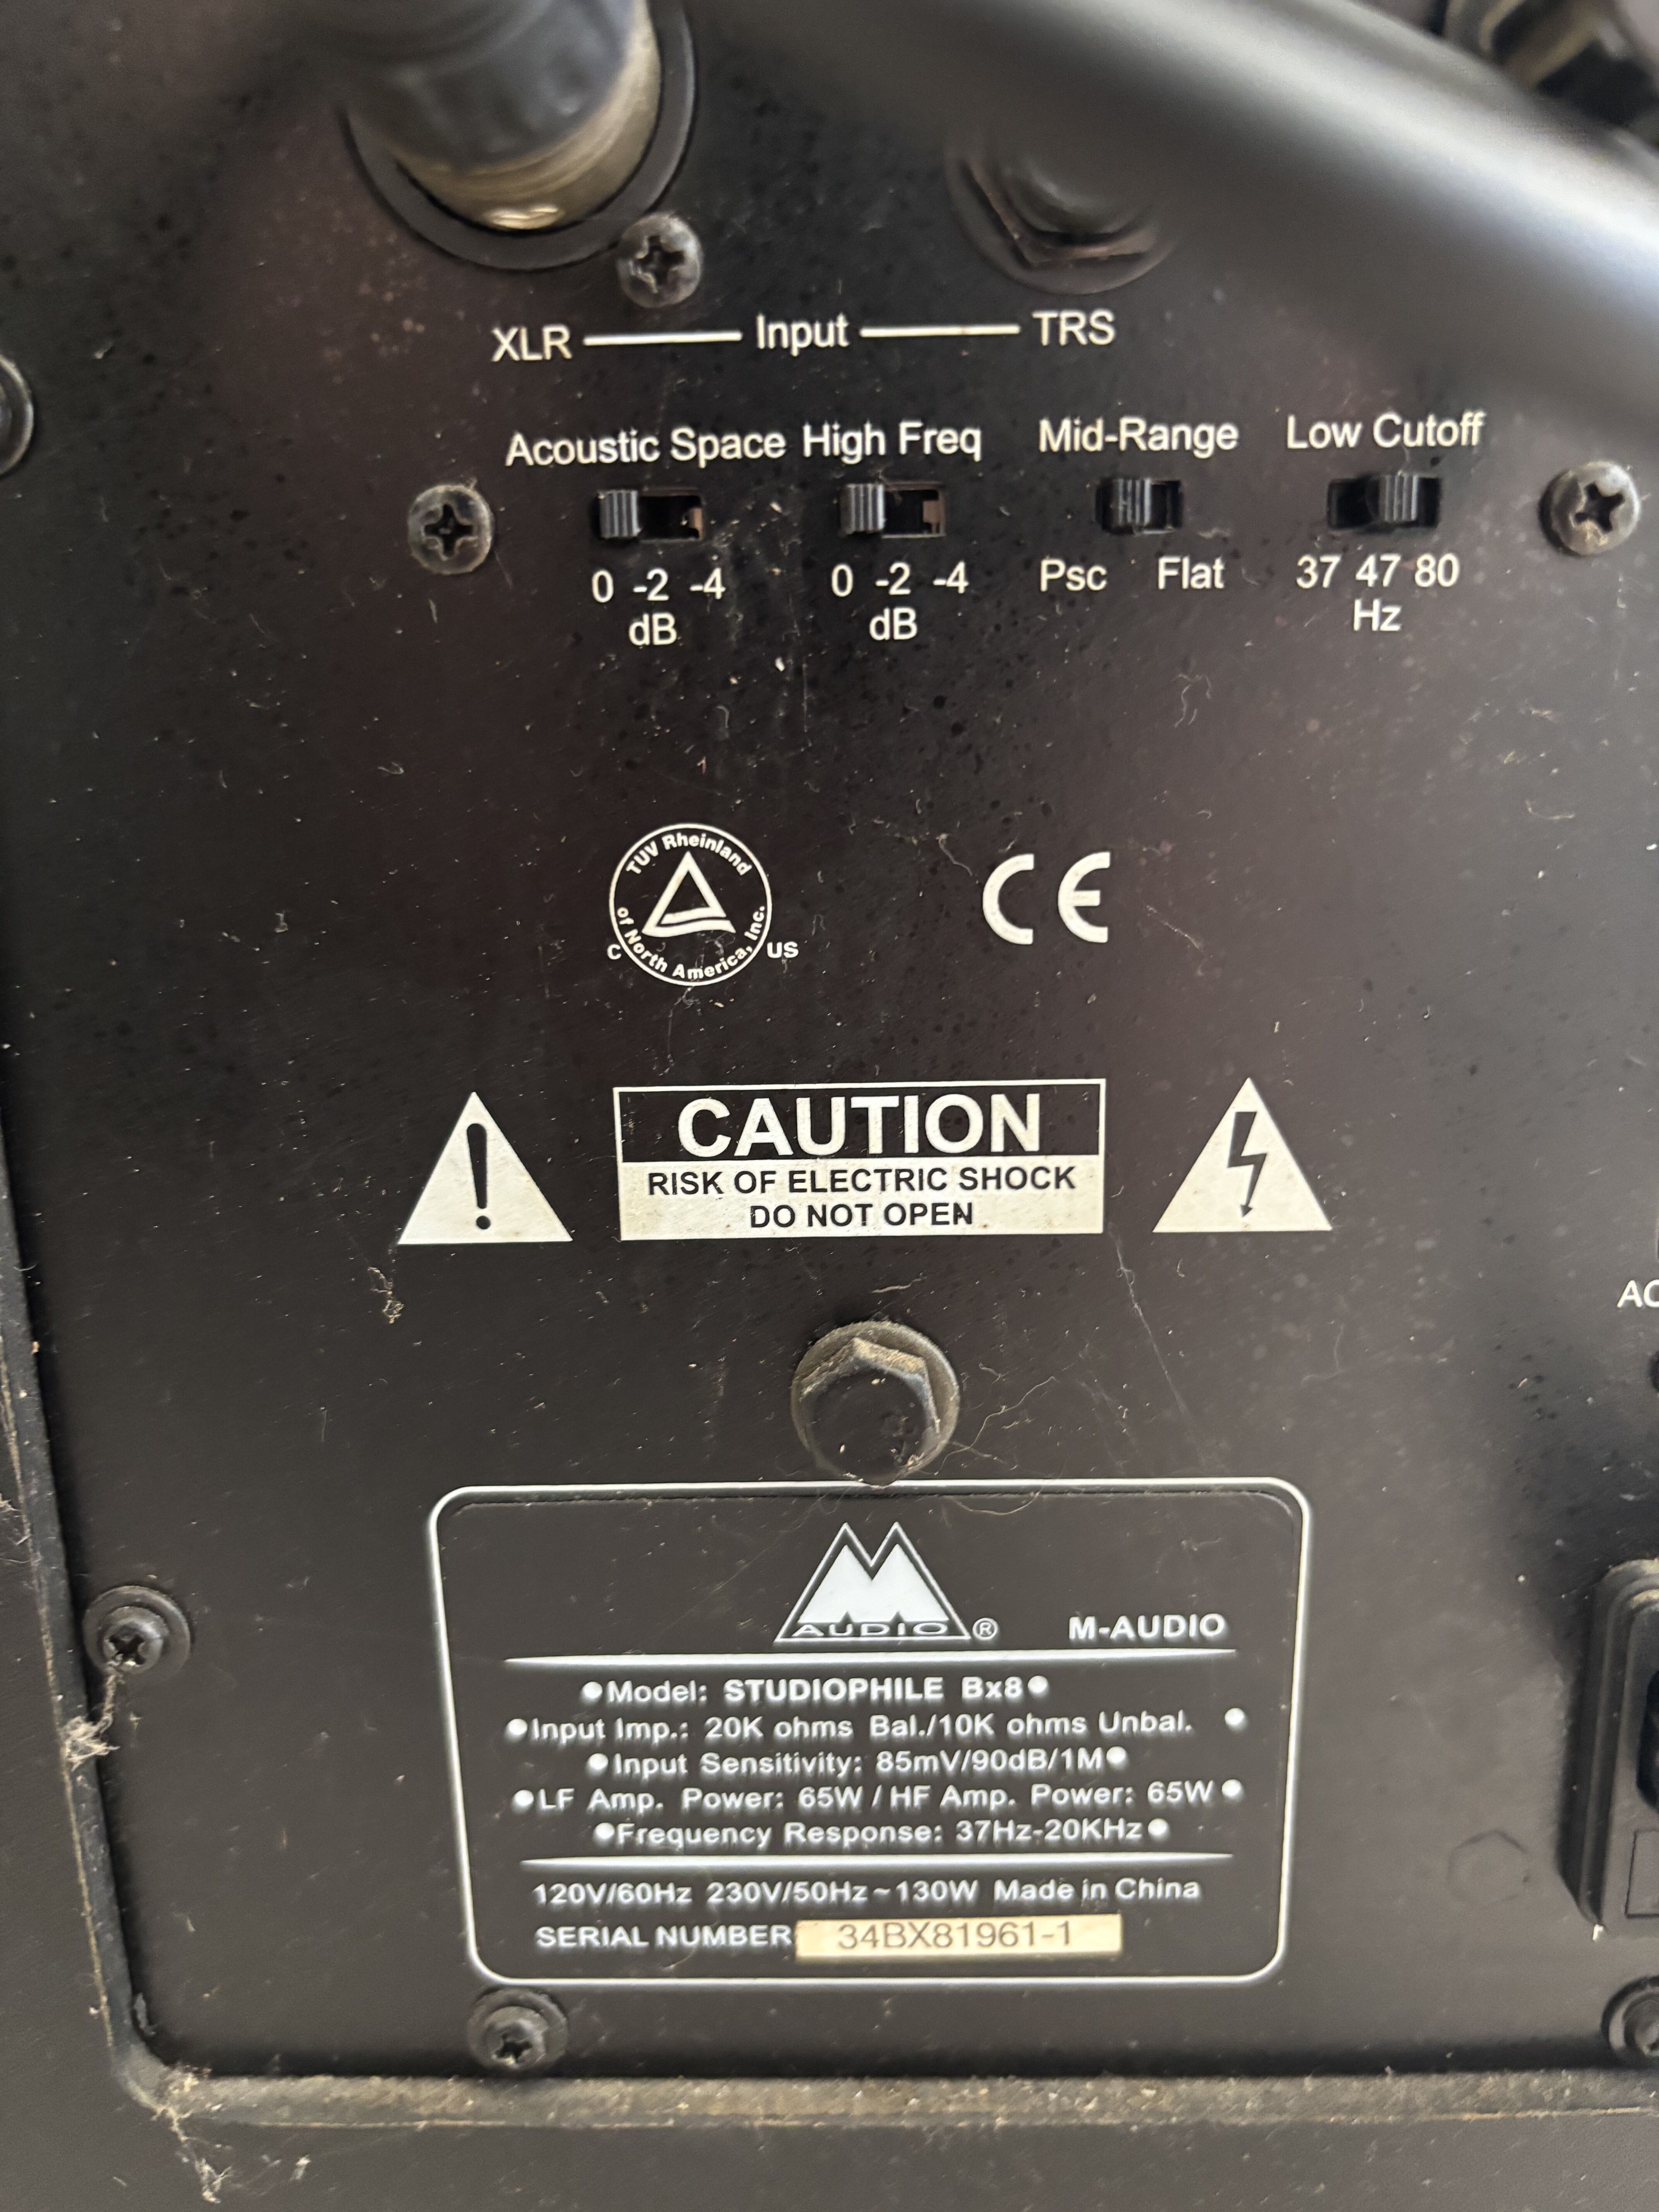 XLR Input TRS
Acoustic Space High Freq Mid-Range Low Cutoff
0 -2 -4 0 -2 -4 Psc Flat 37 47 80
dB dB Hz
TUV Rheinland
of North America, Inc.
C US
CE
CAUTION
RISK OF ELECTRIC SHOCK
DO NOT OPEN
M
AUDIO ® M-AUDIO
●Model: STUDIOPHILE Bx8●
●Input Imp.: 20K ohms Bal./10K ohms Unbal. ●
●Input Sensitivity: 85mV/90dB/1M●
●LF Amp. Power: 65W / HF Amp. Power: 65W●
●Frequency Response: 37Hz-20KHz●
120V/60Hz 230V/50Hz~130W Made in China
SERIAL NUMBER 34BX81961-1